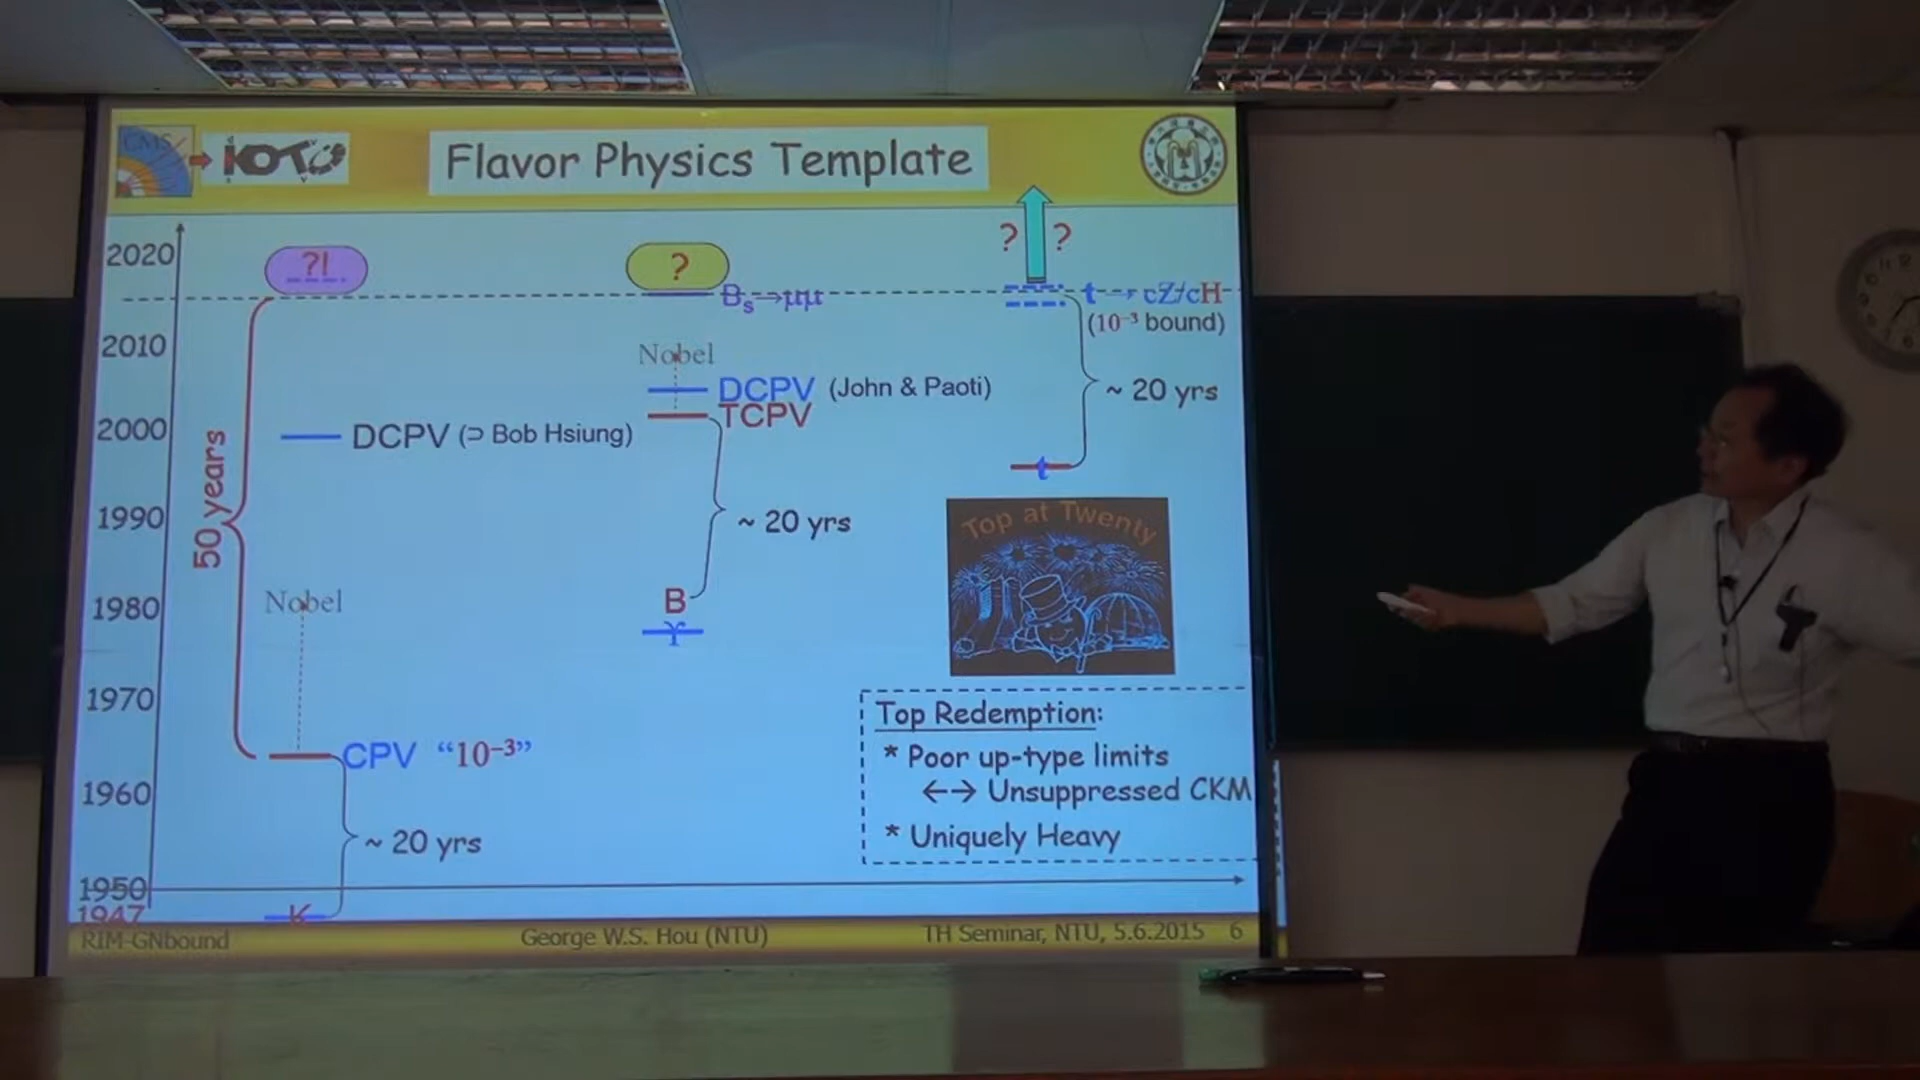 CMS
KOTO
Flavor Physics Template
2020
?!
?
? ?
Bs→μμ
t → cZ/cH
(10⁻³ bound)
2010
Nobel
DCPV (John & Paoti)
TCPV
~ 20 yrs
2000
DCPV (⊃ Bob Hsiung)
t
50 years
1990
~ 20 yrs
Top at Twenty
Nobel
1980
B
ϒ
1970
Top Redemption:
CPV “10⁻³”
* Poor up-type limits
←→ Unsuppressed CKM
1960
* Uniquely Heavy
~ 20 yrs
1950
1947
K
RIM-GNbound
George W.S. Hou (NTU)
TH Seminar, NTU, 5.6.2015 6